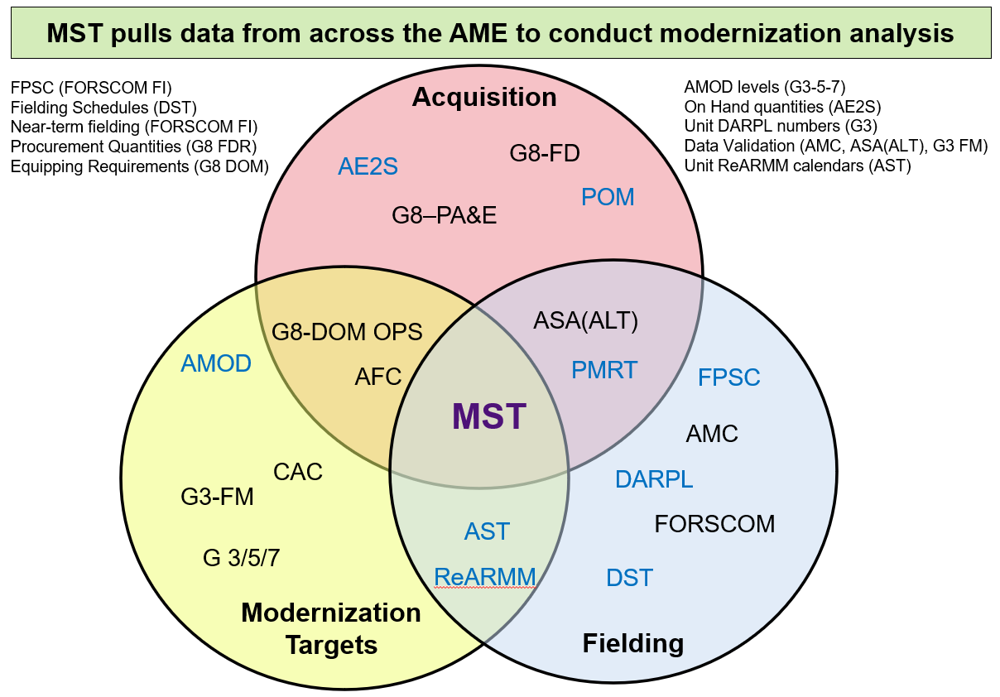 MST pulls data from across the AME to conduct modernization analysis
FPSC (FORSCOM FI)
Fielding Schedules (DST)
Near-term fielding (FORSCOM FI)
Procurement Quantities (G8 FDR)
Equipping Requirements (G8 DOM)
AMOD levels (G3-5-7)
On Hand quantities (AE2S)
Unit DARPL numbers (G3)
Data Validation (AMC, ASA(ALT), G3 FM)
Unit ReARMM calendars (AST)
Acquisition
AE2S
G8-FD
POM
G8–PA&E
G8-DOM OPS
AFC
ASA(ALT)
PMRT
MST
AMOD
CAC
G3-FM
G 3/5/7
Modernization
Targets
AST
ReARMM
FPSC
AMC
DARPL
FORSCOM
DST
Fielding